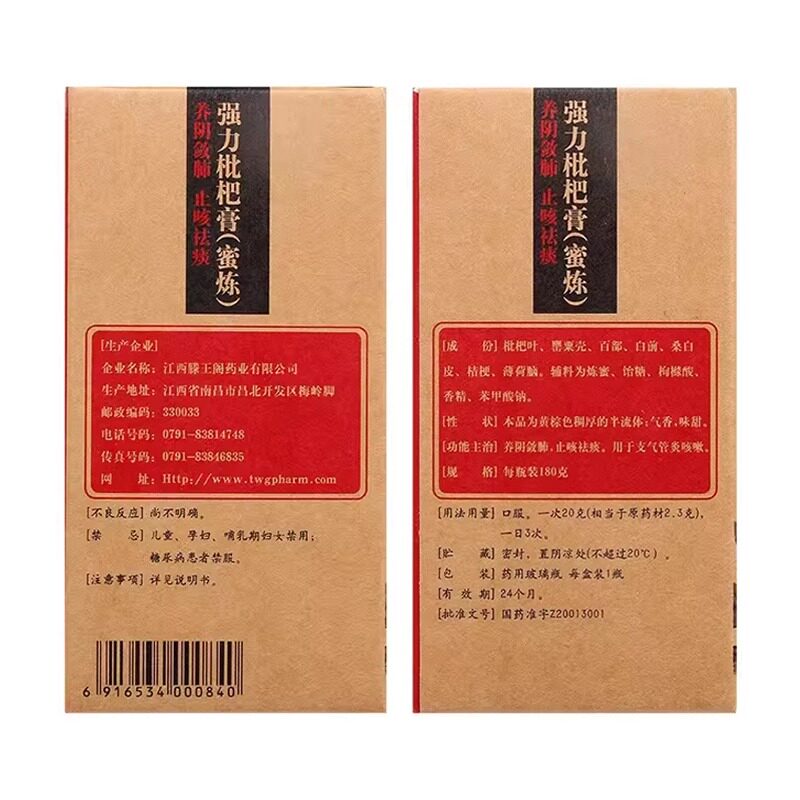 强力枇杷膏(蜜炼)
养阴敛肺 止咳祛痰
[生产企业]
企业名称: 江西滕王阁药业有限公司
生产地址: 江西省南昌市昌北开发区梅岭脚
邮政编码: 330033
电话号码: 0791-83814748
传真号码: 0791-83846835
网 址: Http://www.twgpharm.com
[不良反应] 尚不明确。
[禁 忌] 儿童、孕妇、哺乳期妇女禁用;
糖尿病患者禁服。
[注意事项] 详见说明书。
6 916534 000840
强力枇杷膏(蜜炼)
养阴敛肺 止咳祛痰
[成 份] 枇杷叶、罂粟壳、百部、白前、桑白
皮、桔梗、薄荷脑。辅料为炼蜜、饴糖、枸橼酸、
香精、苯甲酸钠。
[性 状] 本品为黄棕色稠厚的半流体;气香,味甜。
[功能主治] 养阴敛肺,止咳祛痰。用于支气管炎咳嗽。
[规 格] 每瓶装180克
[用法用量] 口服。一次20克(相当于原药材2.3克),
一日3次。
[贮 藏] 密封,置阴凉处(不超过20℃)。
[包 装] 药用玻璃瓶 每盒装1瓶
[有 效 期] 24个月。
[批准文号] 国药准字Z20013001